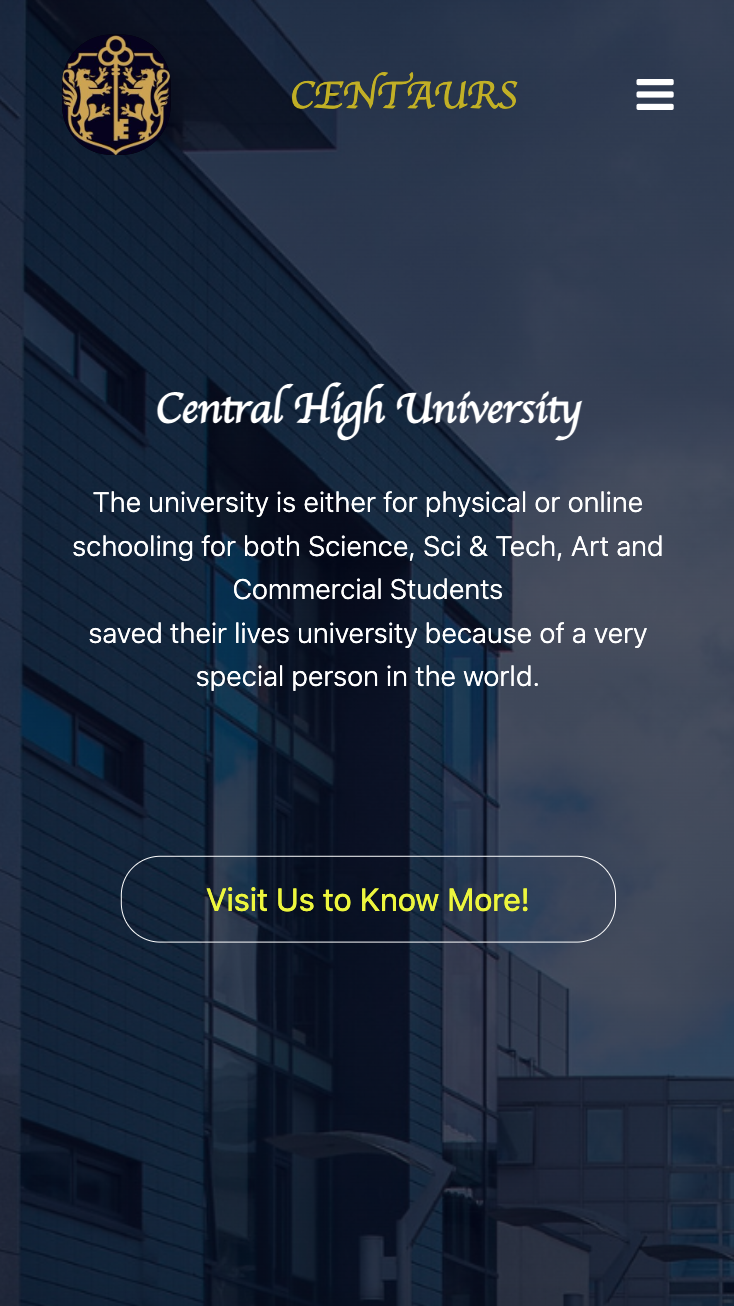 CENTAURS
Central High University
The university is either for physical or online
schooling for both Science, Sci & Tech, Art and
Commercial Students
saved their lives university because of a very
special person in the world.
Visit Us to Know More!